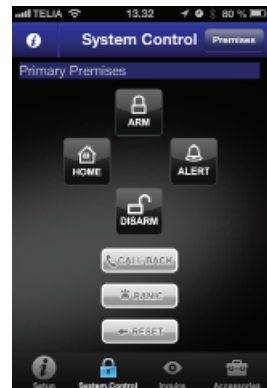 TELIA 13.32 80 %
System Control Premises
Primary Premises
ARM
HOME ALERT
DISARM
CALL BACK
PANIC
RESET
Setup System Control Inquire Accessories